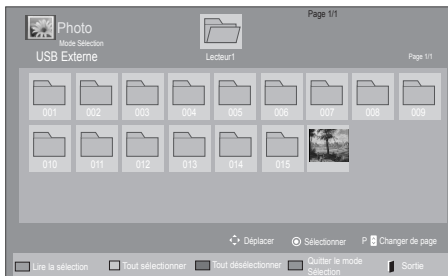 Page 1/1
Photo
Mode Sélection
USB Externe
Lecteur1
Page 1/1
001 002 003 004 005 006 007 008 009
010 011 012 013 014 015
Déplacer Sélectionner P Changer de page
Lire la sélection Tout sélectionner Tout désélectionner Quitter le mode Sélection Sortie